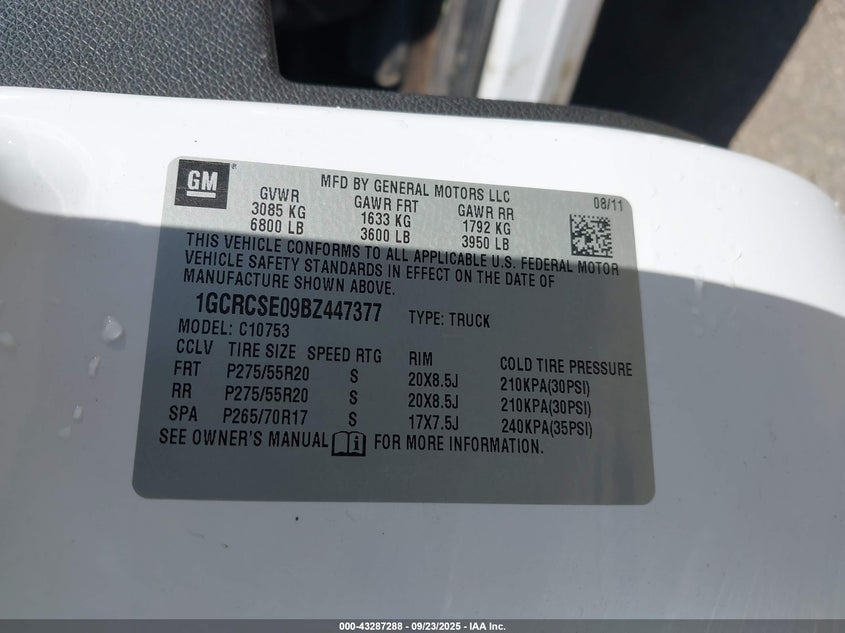 GM
®
MFD BY GENERAL MOTORS LLC
08/11
GVWR GAWR FRT GAWR RR
3085 KG 1633 KG 1792 KG
6800 LB 3600 LB 3950 LB
THIS VEHICLE CONFORMS TO ALL APPLICABLE U.S. FEDERAL MOTOR
VEHICLE SAFETY STANDARDS IN EFFECT ON THE DATE OF
MANUFACTURE SHOWN ABOVE.
1GCRCSE09BZ447377 TYPE: TRUCK
MODEL: C10753
CCLV TIRE SIZE SPEED RTG RIM COLD TIRE PRESSURE
FRT P275/55R20 S 20X8.5J 210KPA(30PSI)
RR P275/55R20 S 20X8.5J 210KPA(30PSI)
SPA P265/70R17 S 17X7.5J 240KPA(35PSI)
SEE OWNER'S MANUAL i FOR MORE INFORMATION.
000-43287288 - 09/23/2025 - IAA Inc.